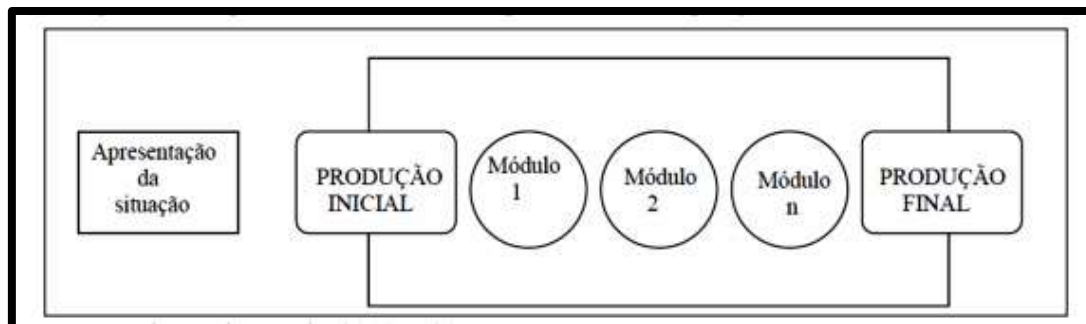 Apresentação
da
situação
PRODUÇÃO
INICIAL
Módulo
1
Módulo
2
Módulo
n
PRODUÇÃO
FINAL